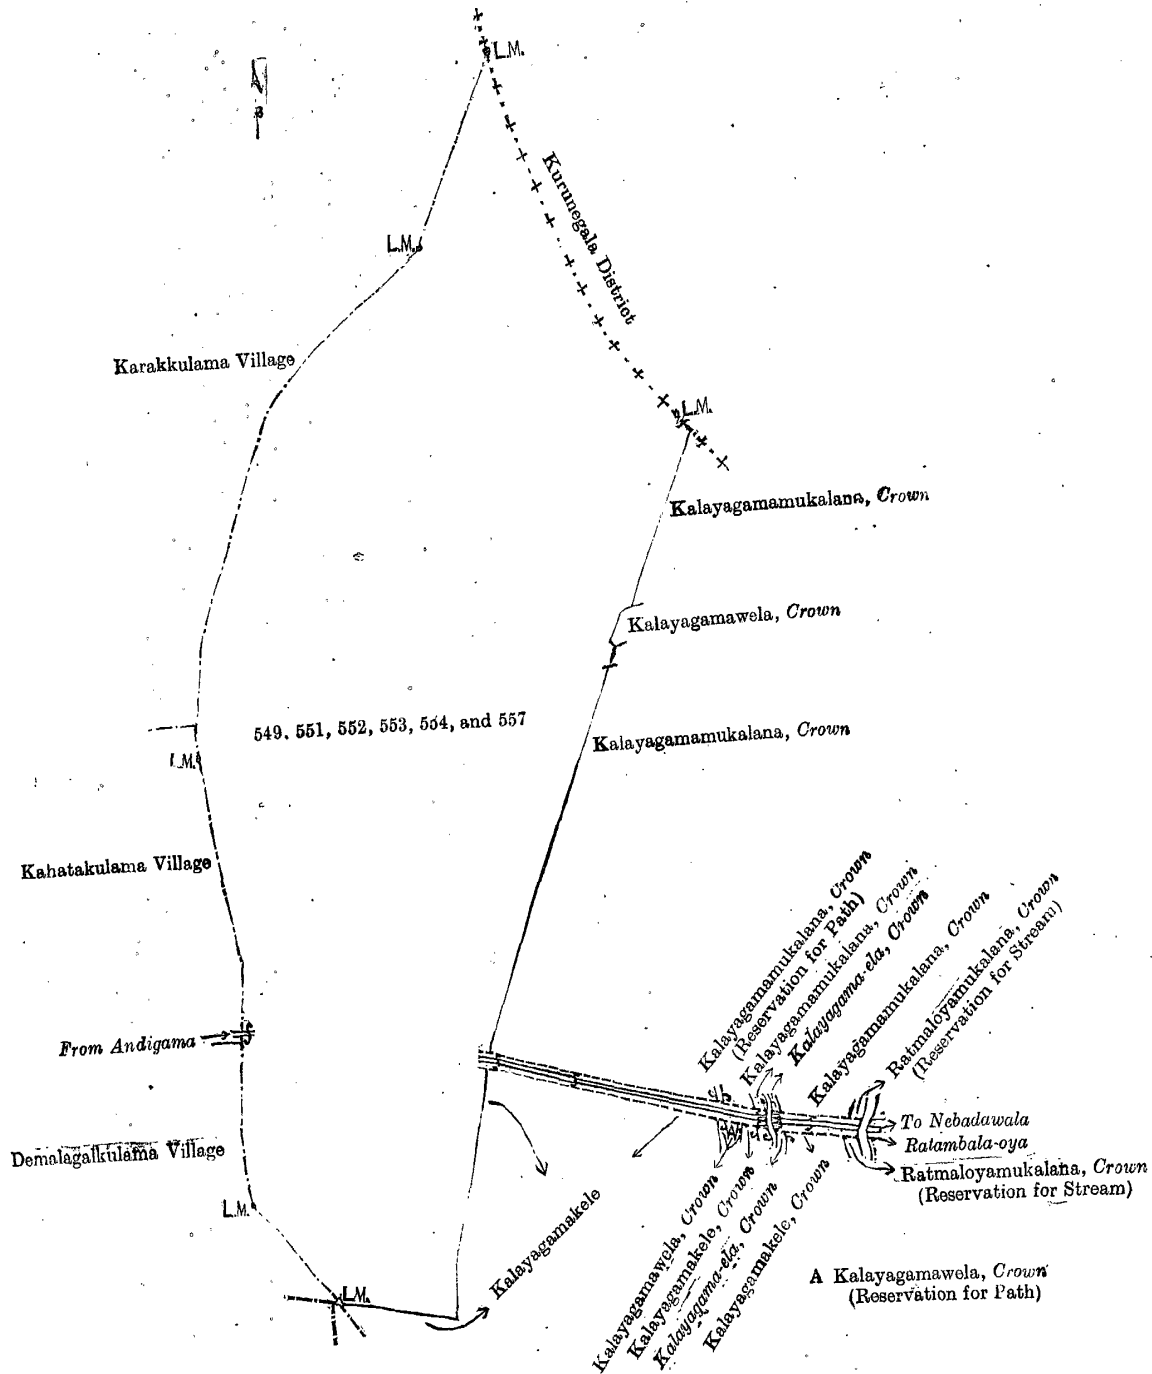 L.M.
Kurunegala District
L.M.
Karakkulama Village
L.M.
Kalayagamamukalana, Crown
Kalayagamawela, Crown
549. 551, 552, 553, 554, and 557
Kalayagamamukalana, Crown
L.M.
Kahatakulama Village
Kalayagamamukalana, Crown
(Reservation for Path)
Kalayagamamukalana, Crown
Kalayagama-ela, Crown
Kalayagamamukalana, Crown
Ratmaloyamukalana, Crown
(Reservation for Stream)
From Andigama
To Nebadawala
Ratambala-oya
Demalagalkulama Village
Ratmaloyamukalana, Crown
(Reservation for Stream)
L.M.
Kalayagamakele
Kalayagamawela, Crown
Kalayagamakele, Crown
Kalayagama-ela, Crown
Kalayagamakele, Crown
L.M.
A Kalayagamawela, Crown
(Reservation for Path)